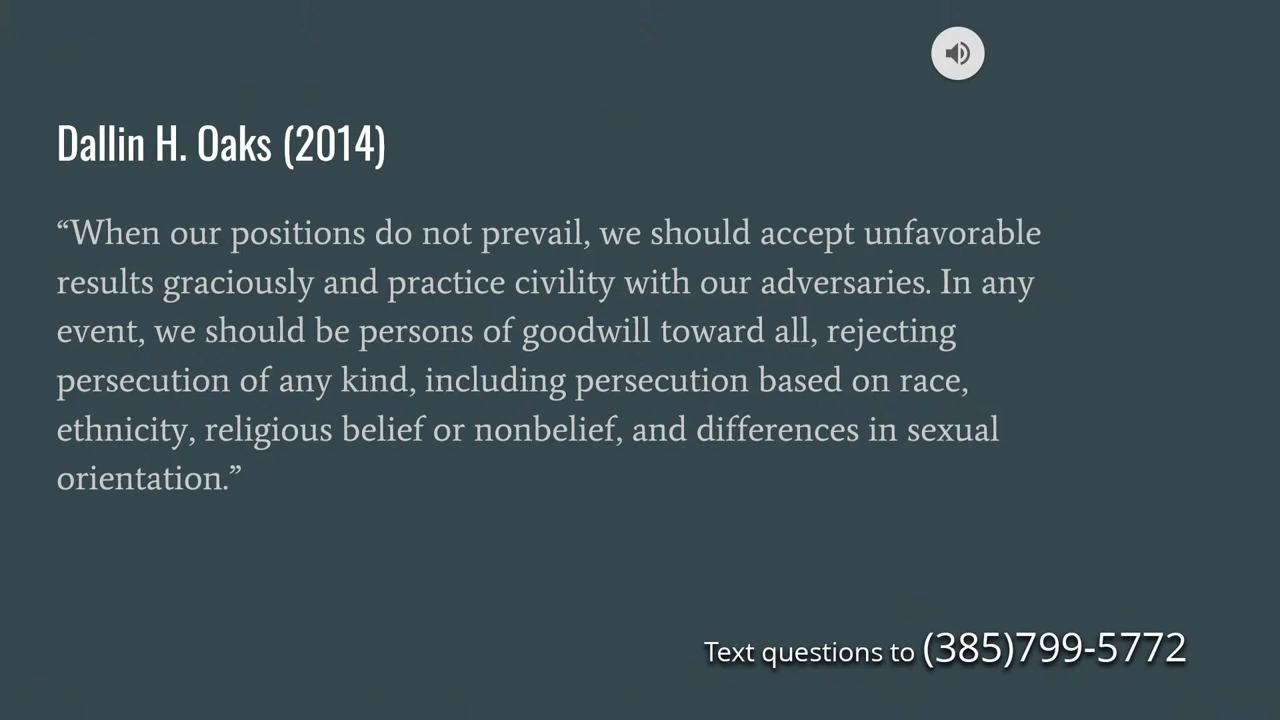 Dallin H. Oaks (2014)
“When our positions do not prevail, we should accept unfavorable
results graciously and practice civility with our adversaries. In any
event, we should be persons of goodwill toward all, rejecting
persecution of any kind, including persecution based on race,
ethnicity, religious belief or nonbelief, and differences in sexual
orientation.”
Text questions to (385)799-5772